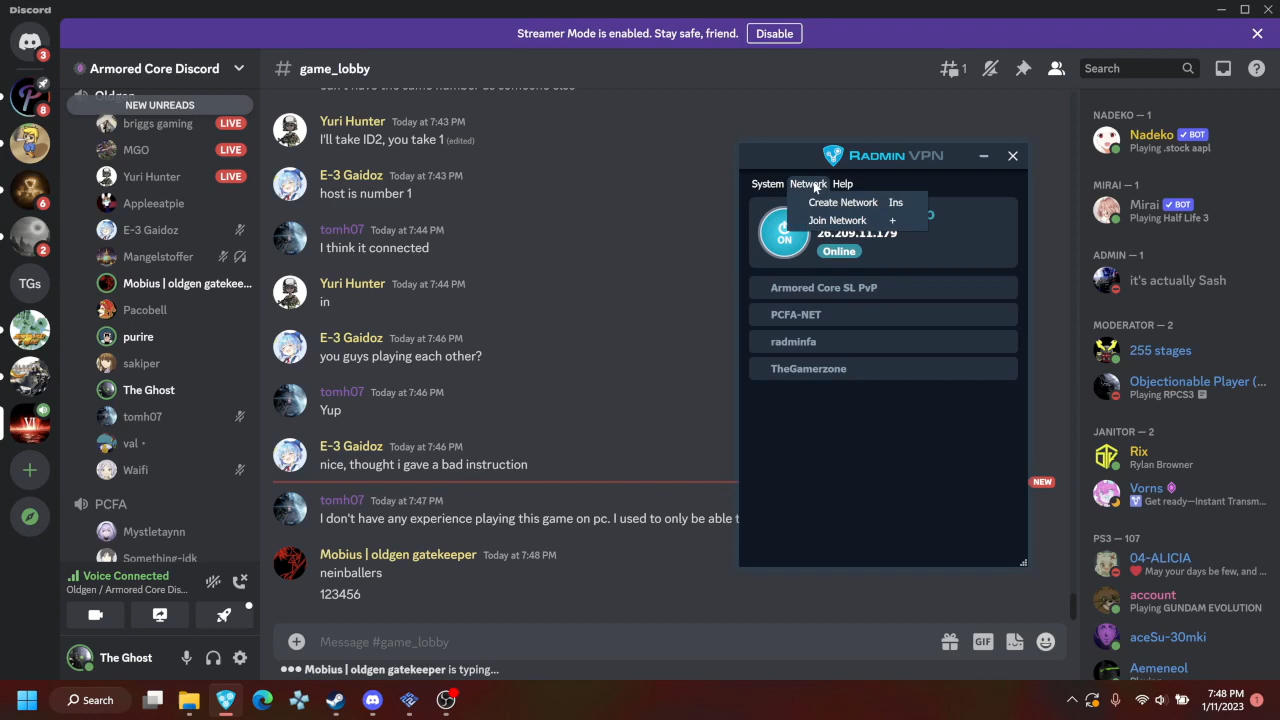 Discord
Streamer Mode is enabled. Stay safe, friend.
Disable
3
8
6
2
TGs
Armored Core Discord
NEW UNREADS
briggs gaming LIVE
MGO LIVE
Yuri Hunter LIVE
Appleeatpie
E-3 Gaidoz
Mangelstoffer
Mobius | oldgen gatekee...
Pacobell
purire
sakiper
The Ghost
tomh07
val
Waifi
PCFA
Mystletaynn
Something-idk
Voice Connected
Oldgen / Armored Core Dis...
The Ghost
# game_lobby
1
Search
Yuri Hunter Today at 7:43 PM
I'll take ID2, you take 1 (edited)
E-3 Gaidoz Today at 7:43 PM
host is number 1
tomh07 Today at 7:44 PM
I think it connected
Yuri Hunter Today at 7:44 PM
in
E-3 Gaidoz Today at 7:46 PM
you guys playing each other?
tomh07 Today at 7:46 PM
Yup
E-3 Gaidoz Today at 7:46 PM
nice, thought i gave a bad instruction
NEW
tomh07 Today at 7:47 PM
I don't have any experience playing this game on pc. I used to only be able t
Mobius | oldgen gatekeeper Today at 7:48 PM
neinballers
123456
Message #game_lobby
GIF
Mobius | oldgen gatekeeper is typing...
RADMIN VPN
System Network Help
Create Network Ins
Join Network +
ON
26.209.11.179
Online
Armored Core SL PvP
PCFA-NET
radminfa
TheGamerzone
NADEKO — 1
Nadeko BOT
Playing .stock aapl
MIRAI — 1
Mirai BOT
Playing Half Life 3
ADMIN — 1
it's actually Sash
MODERATOR — 2
255 stages
Objectionable Player (...
Playing RPCS3
JANITOR — 2
Rix
Rylan Browner
Vorns
Get ready—Instant Transm...
PS3 — 107
04-ALICIA
May your days be few, and ...
account
Playing GUNDAM EVOLUTION
aceSu-30mki
Aemeneol
Search
7:48 PM
1/11/2023
1